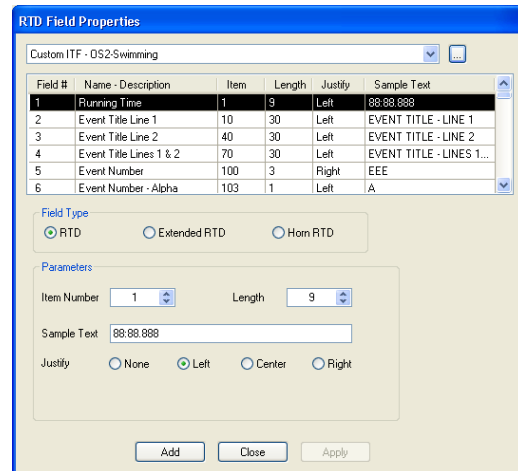 RTD Field Properties
Custom ITF - OS2-Swimming
...
Field # Name - Description Item Length Justify Sample Text
1 Running Time 1 9 Left 88:88.888
2 Event Title Line 1 10 30 Left EVENT TITLE - LINE 1
3 Event Title Line 2 40 30 Left EVENT TITLE - LINE 2
4 Event Title Lines 1 & 2 70 30 Left EVENT TITLE - LINES 1...
5 Event Number 100 3 Right EEE
6 Event Number - Alpha 103 1 Left A
Field Type
RTD Extended RTD Horn RTD
Parameters
Item Number 1 Length 9
Sample Text 88:88.888
Justify None Left Center Right
Add Close Apply